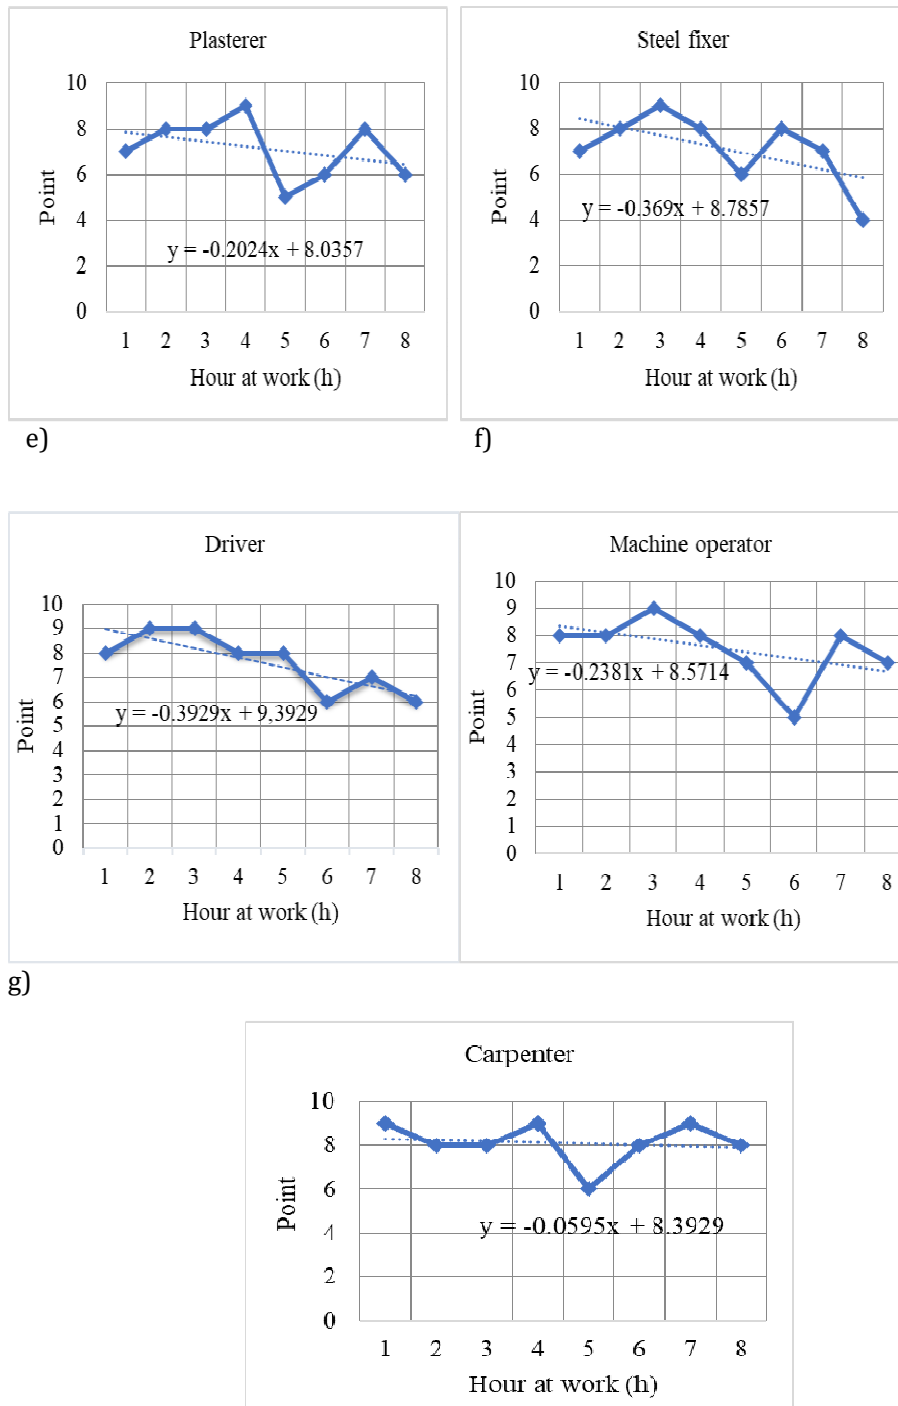 Plasterer
10
8
6
4
2
0
Point
y = -0.2024x + 8.0357
1 2 3 4 5 6 7 8
Hour at work (h)
e)
Steel fixer
10
8
6
4
2
0
Point
y = -0.369x + 8.7857
1 2 3 4 5 6 7 8
Hour at work (h)
f)
Driver
10
9
8
7
6
5
4
3
2
1
0
Point
y = -0.3929x + 9.3929
1 2 3 4 5 6 7 8
Hour at work (h)
g)
Machine operator
10
9
8
7
6
5
4
3
2
1
0
Point
y = -0.2381x + 8.5714
1 2 3 4 5 6 7 8
Hour at work (h)
Carpenter
10
8
6
4
2
0
Point
y = -0.0595x + 8.3929
1 2 3 4 5 6 7 8
Hour at work (h)